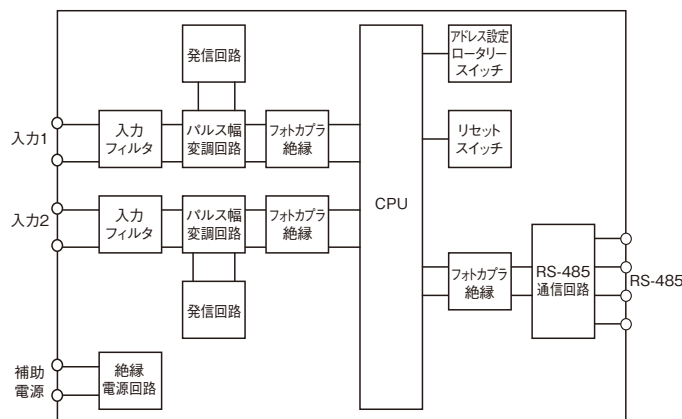 発信回路
アドレス設定
ロータリー
スイッチ
入力1
入力
フィルタ
パルス幅
変調回路
フォトカプラ
絶縁
リセット
スイッチ
CPU
入力2
入力
フィルタ
パルス幅
変調回路
フォトカプラ
絶縁
発信回路
フォトカプラ
絶縁
RS-485
通信回路
RS-485
補助
電源
絶縁
電源回路